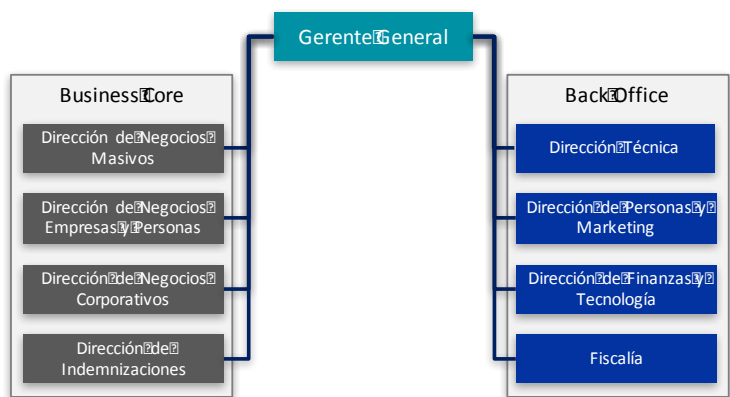 Gerente General
Business Core
Dirección de Negocios
Masivos
Dirección de Negocios
Empresas y Personas
Dirección de Negocios
Corporativos
Dirección de
Indemnizaciones
Back Office
Dirección Técnica
Dirección de Personas y
Marketing
Dirección de Finanzas y
Tecnología
Fiscalía